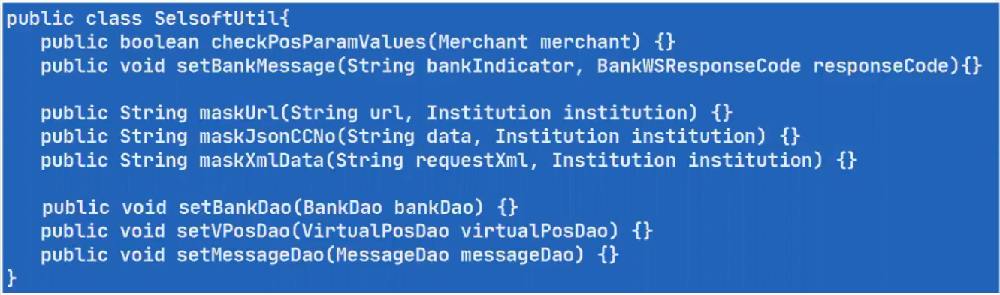 public class SelsoftUtil{
public boolean checkPosParamValues(Merchant merchant) {}
public void setBankMessage(String bankIndicator, BankWSResponseCode responseCode){}
public String maskUrl(String url, Institution institution) {}
public String maskJsonCCNo(String data, Institution institution) {}
public String maskXmlData(String requestXml, Institution institution) {}
public void setBankDao(BankDao bankDao) {}
public void setVPosDao(VirtualPosDao virtualPosDao) {}
public void setMessageDao(MessageDao messageDao) {}
}